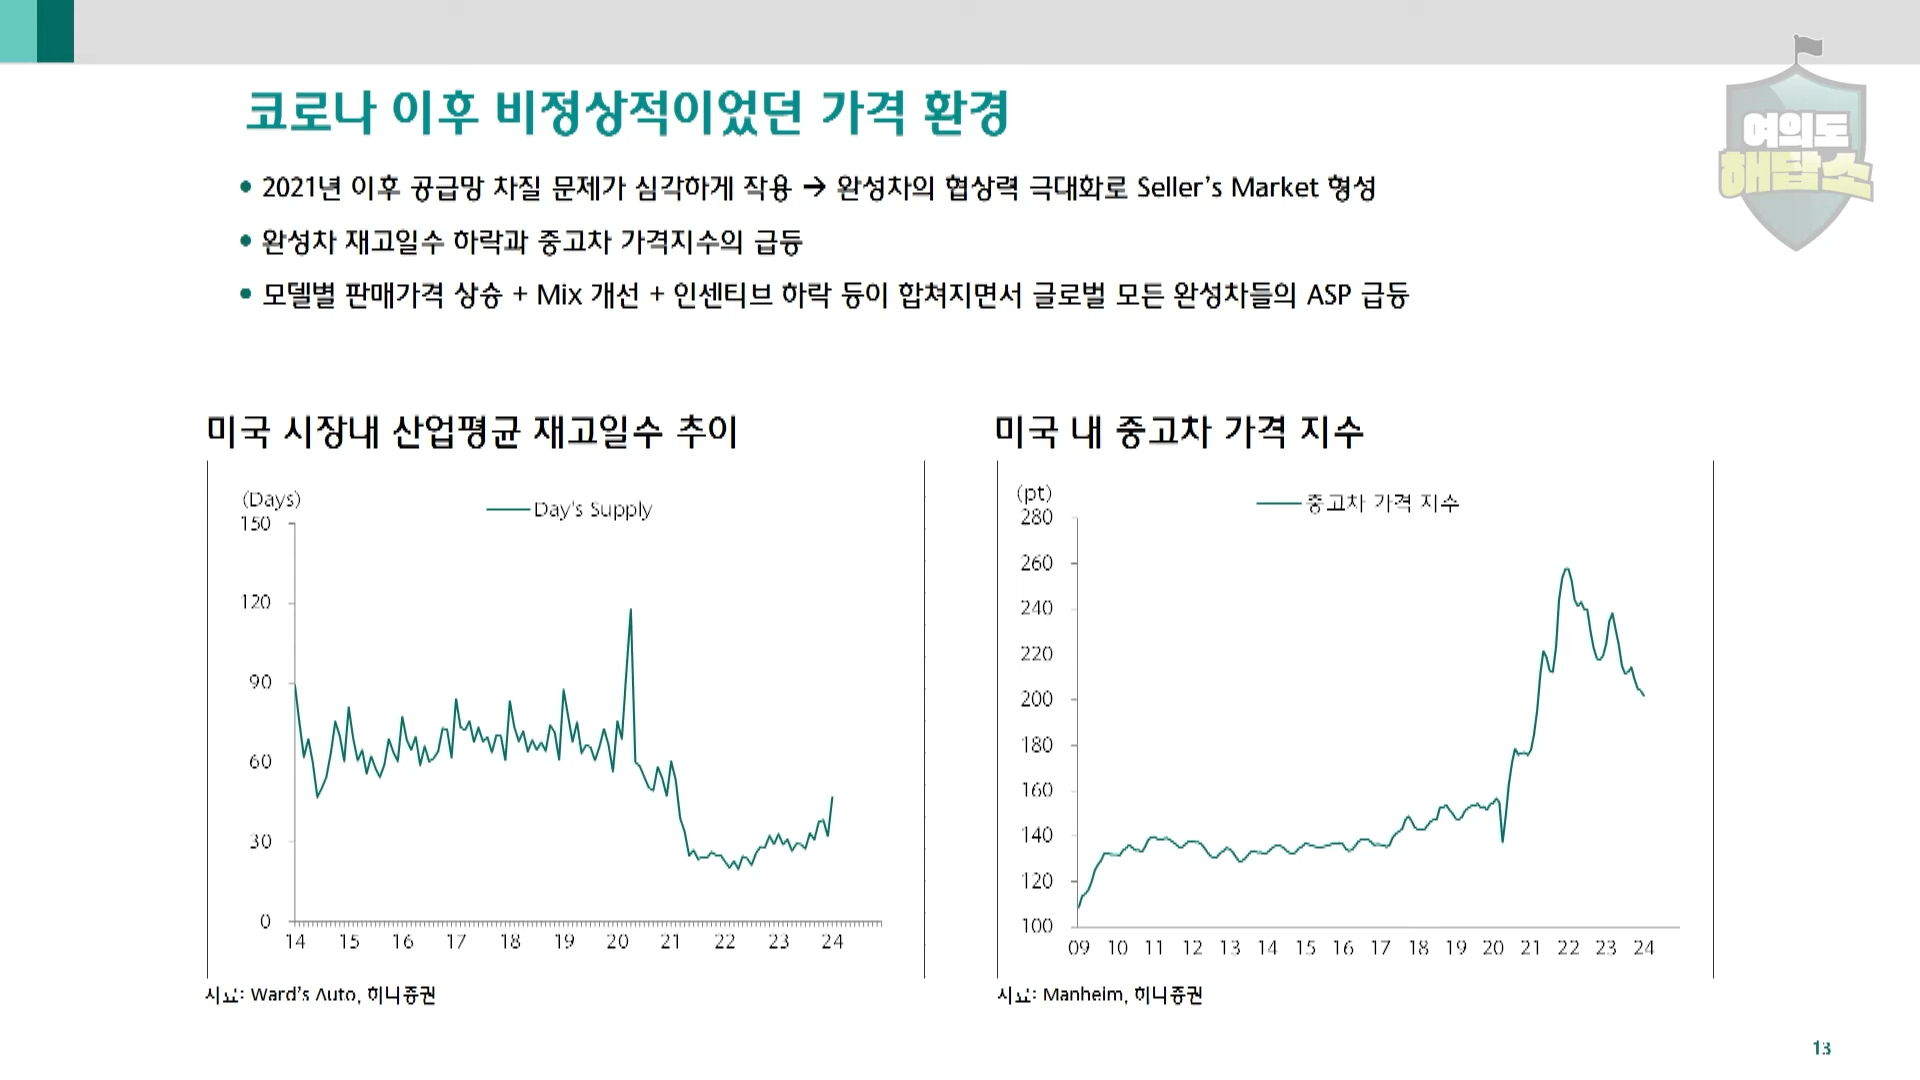 여의도
해답소
코로나 이후 비정상적이었던 가격 환경
• 2021년 이후 공급망 차질 문제가 심각하게 작용 → 완성차의 협상력 극대화로 Seller's Market 형성
• 완성차 재고일수 하락과 중고차 가격지수의 급등
• 모델별 판매가격 상승 + Mix 개선 + 인센티브 하락 등이 합쳐지면서 글로벌 모든 완성차들의 ASP 급등
미국 시장내 산업평균 재고일수 추이
(Days)
Day's Supply
150
120
90
60
30
0
14 15 16 17 18 19 20 21 22 23 24
자료: Ward's Auto, 하나증권
미국 내 중고차 가격 지수
(pt)
중고차 가격 지수
280
260
240
220
200
180
160
140
120
100
09 10 11 12 13 14 15 16 17 18 19 20 21 22 23 24
자료: Manheim, 하나증권
13